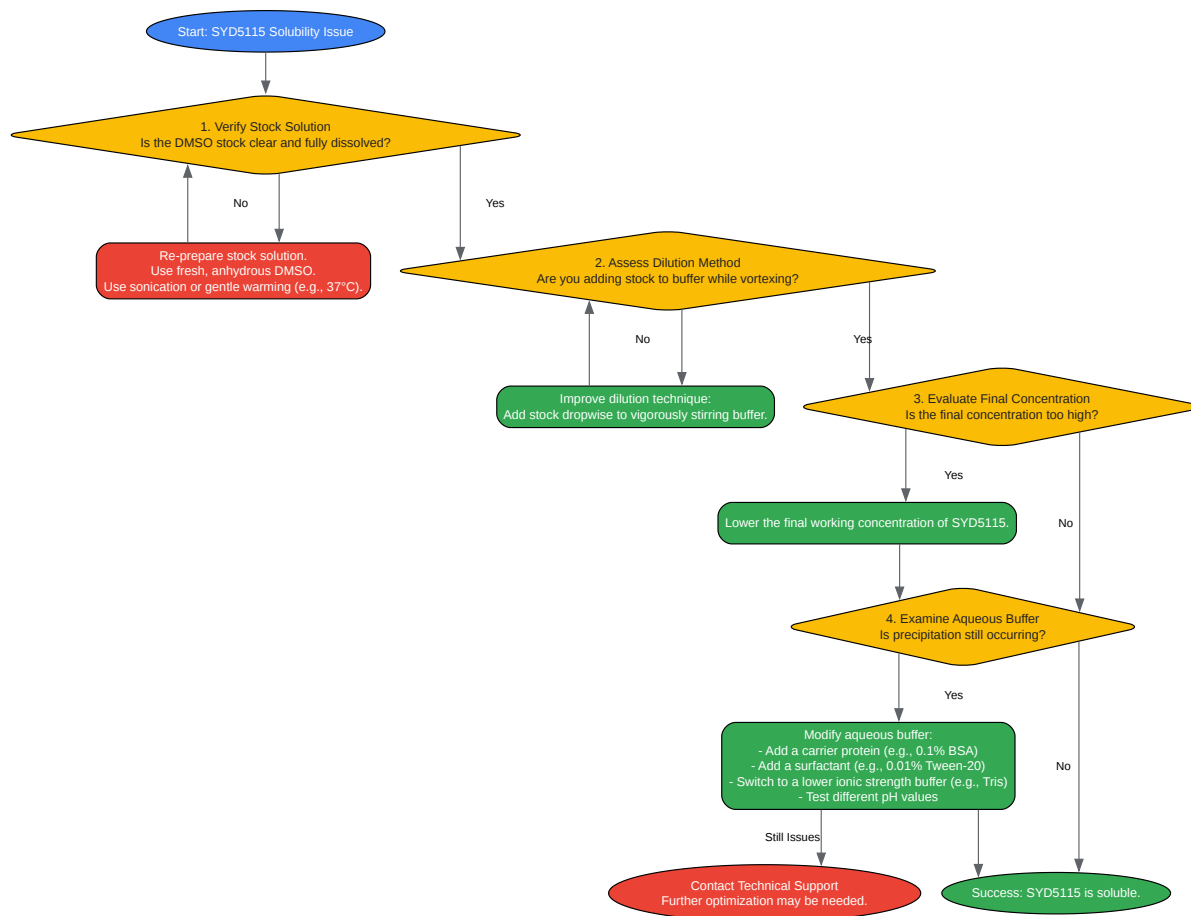 Start: SYD5115 Solubility Issue
1. Verify Stock Solution
Is the DMSO stock clear and fully dissolved?
No
Yes
Re-prepare stock solution.
Use fresh, anhydrous DMSO.
Use sonication or gentle warming (e.g., 37°C).
2. Assess Dilution Method
Are you adding stock to buffer while vortexing?
No
Yes
Improve dilution technique:
Add stock dropwise to vigorously stirring buffer.
3. Evaluate Final Concentration
Is the final concentration too high?
Yes
No
Lower the final working concentration of SYD5115.
4. Examine Aqueous Buffer
Is precipitation still occurring?
Yes
No
Modify aqueous buffer:
- Add a carrier protein (e.g., 0.1% BSA)
- Add a surfactant (e.g., 0.01% Tween-20)
- Switch to a lower ionic strength buffer (e.g., Tris)
- Test different pH values
Still Issues
Contact Technical Support
Further optimization may be needed.
Success: SYD5115 is soluble.